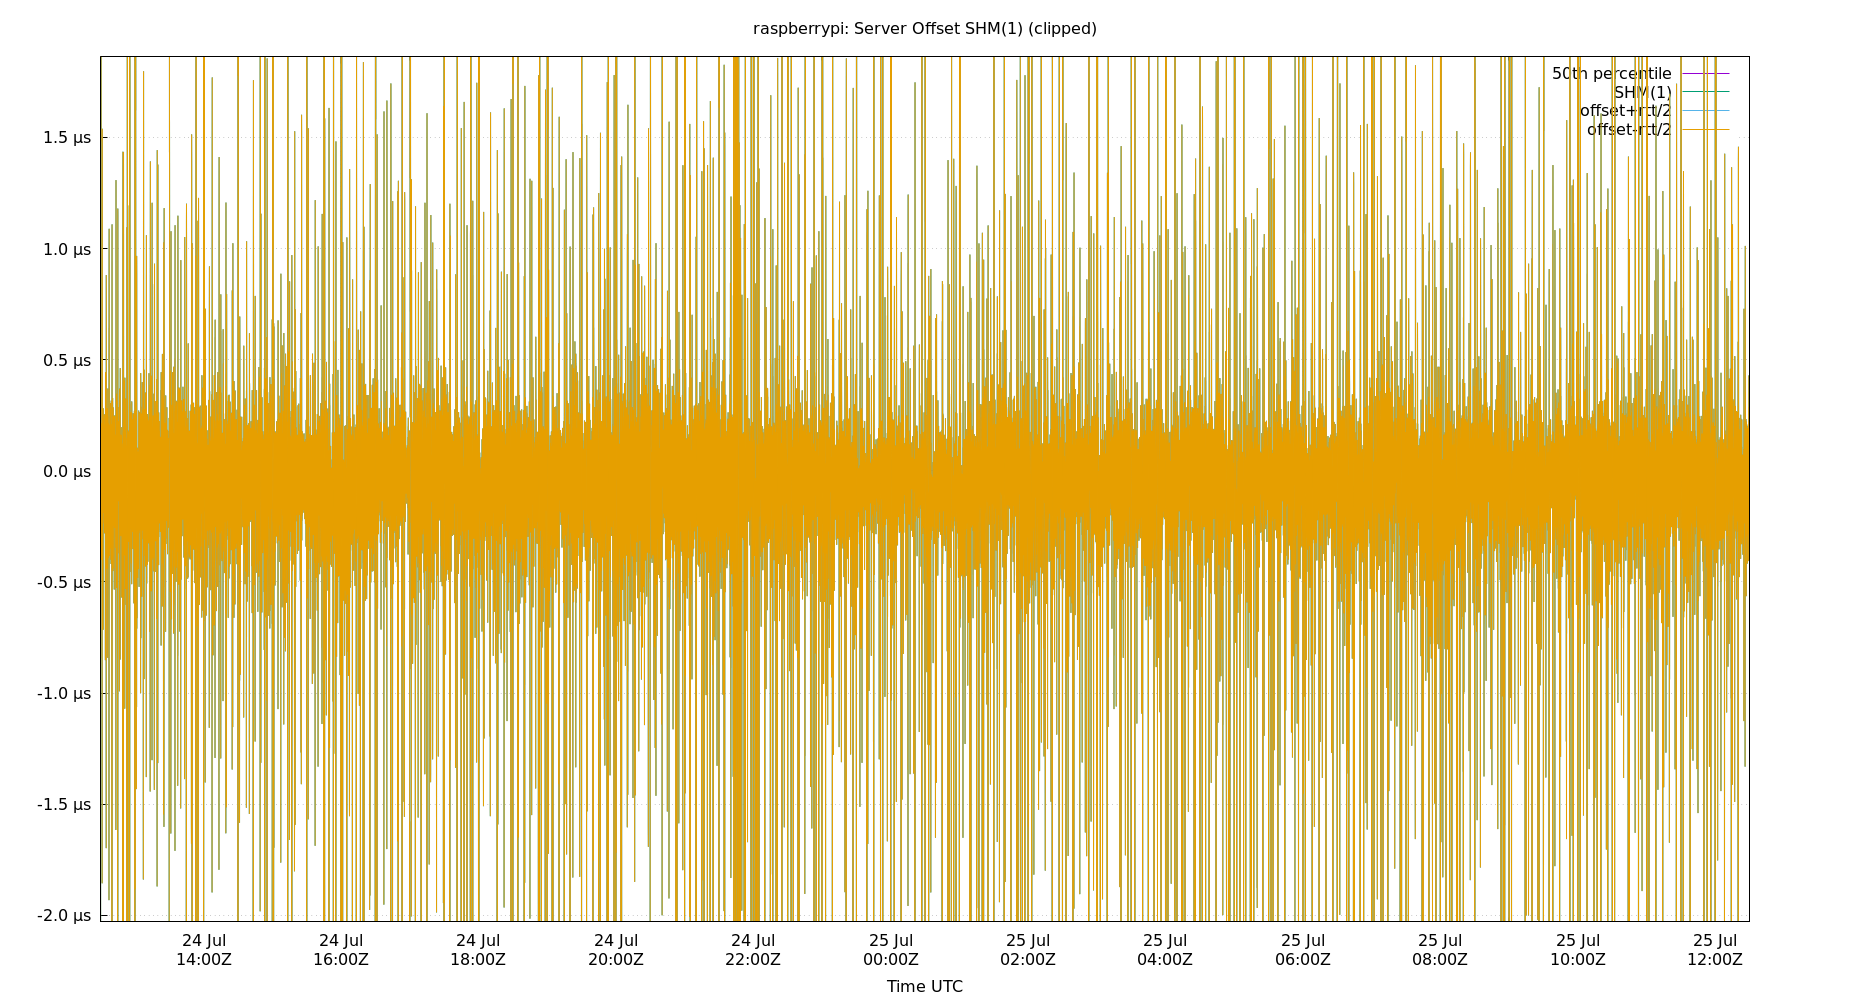 raspberrypi: Server Offset SHM(1) (clipped)
50th percentile
SHM(1)
offset+rtt/2
offset-rtt/2
1.5 µs
1.0 µs
0.5 µs
0.0 µs
-0.5 µs
-1.0 µs
-1.5 µs
-2.0 µs
24 Jul 24 Jul 24 Jul 24 Jul 24 Jul 25 Jul 25 Jul 25 Jul 25 Jul 25 Jul 25 Jul 25 Jul
14:00Z 16:00Z 18:00Z 20:00Z 22:00Z 00:00Z 02:00Z 04:00Z 06:00Z 08:00Z 10:00Z 12:00Z
Time UTC